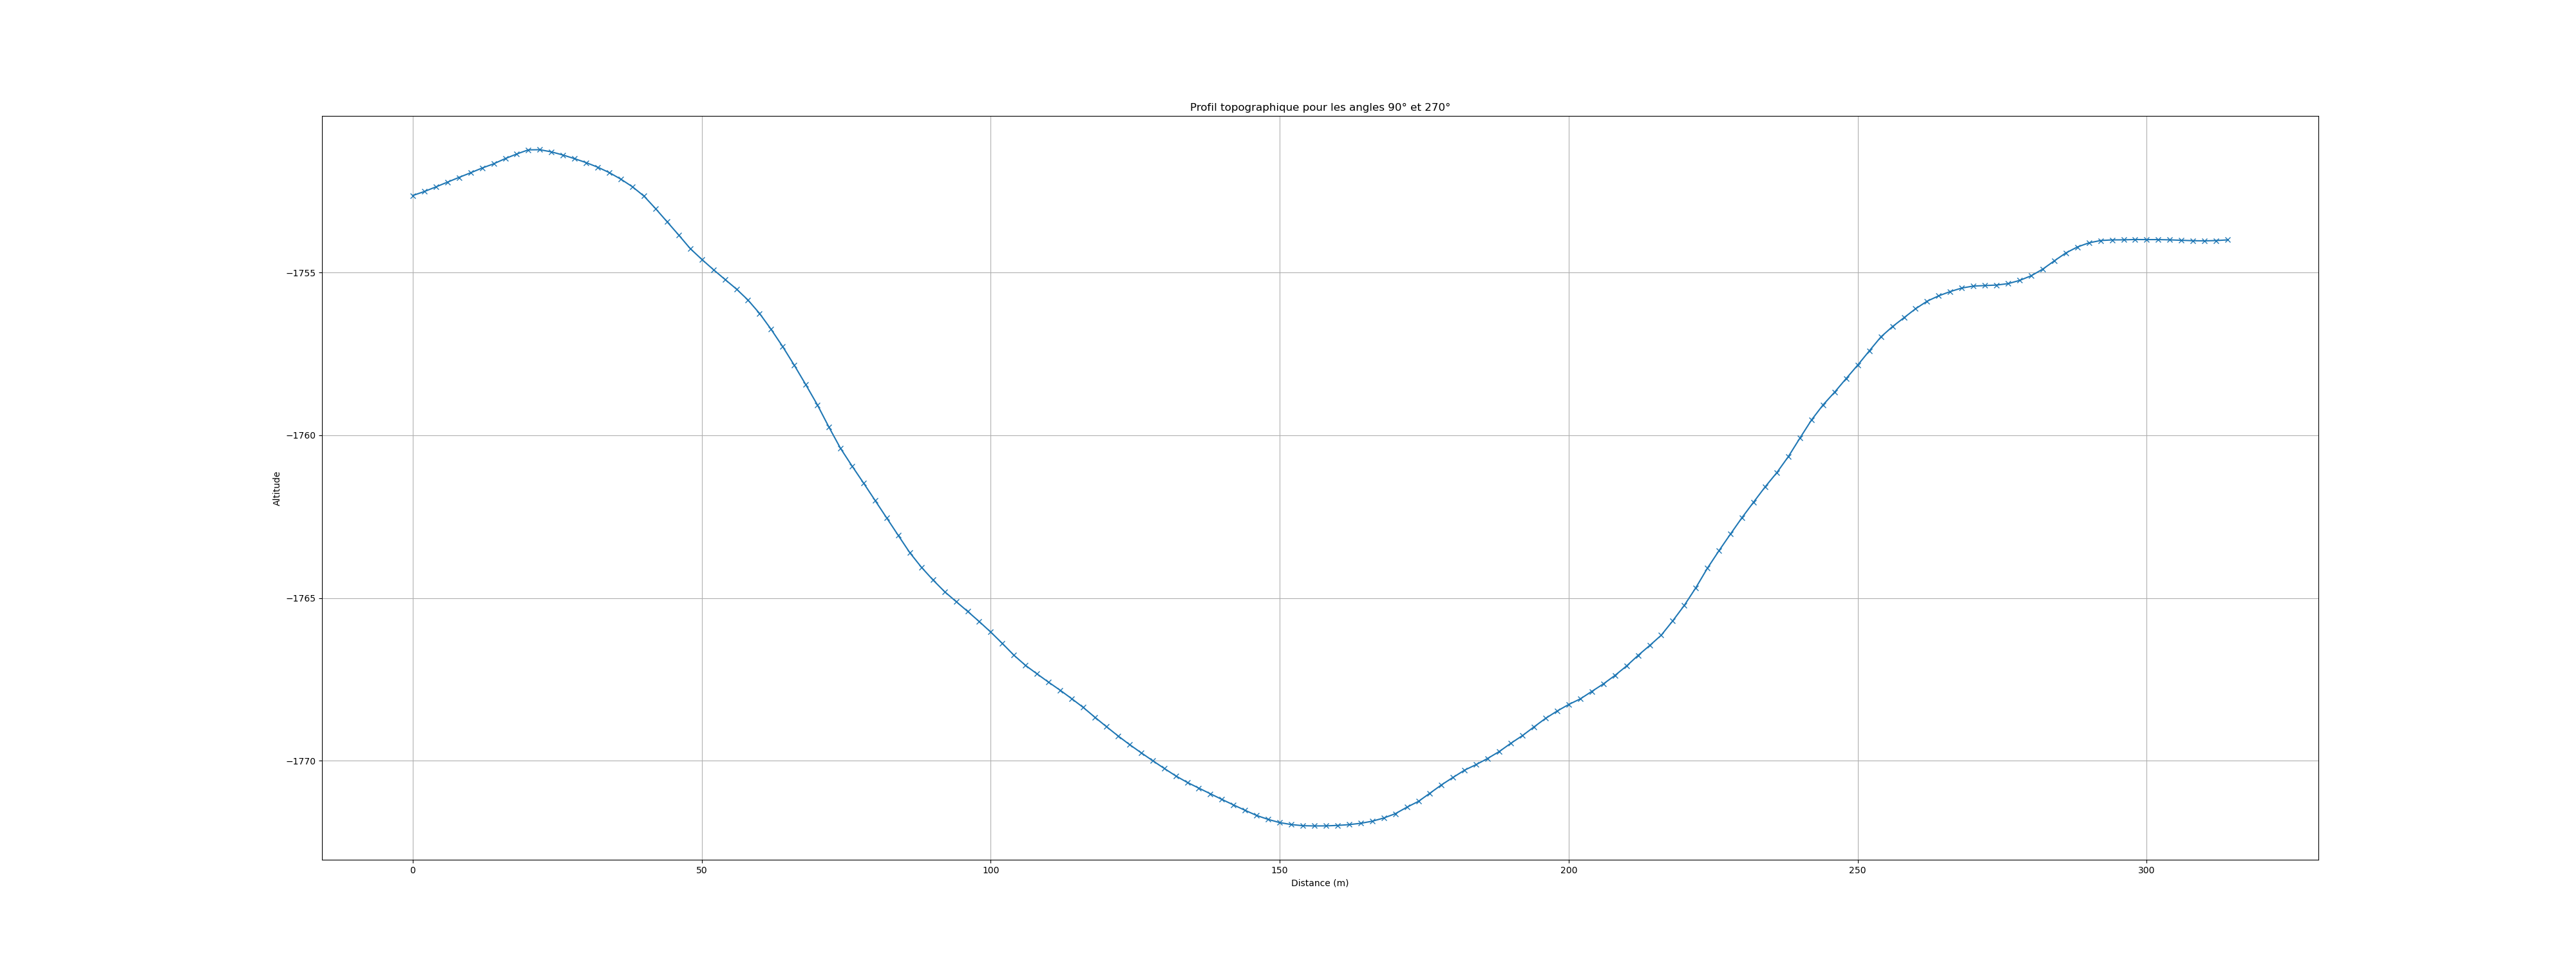 Profil topographique pour les angles 90° et 270°
Altitude
−1755
−1760
−1765
−1770
0 50 100 150 200 250 300
Distance (m)